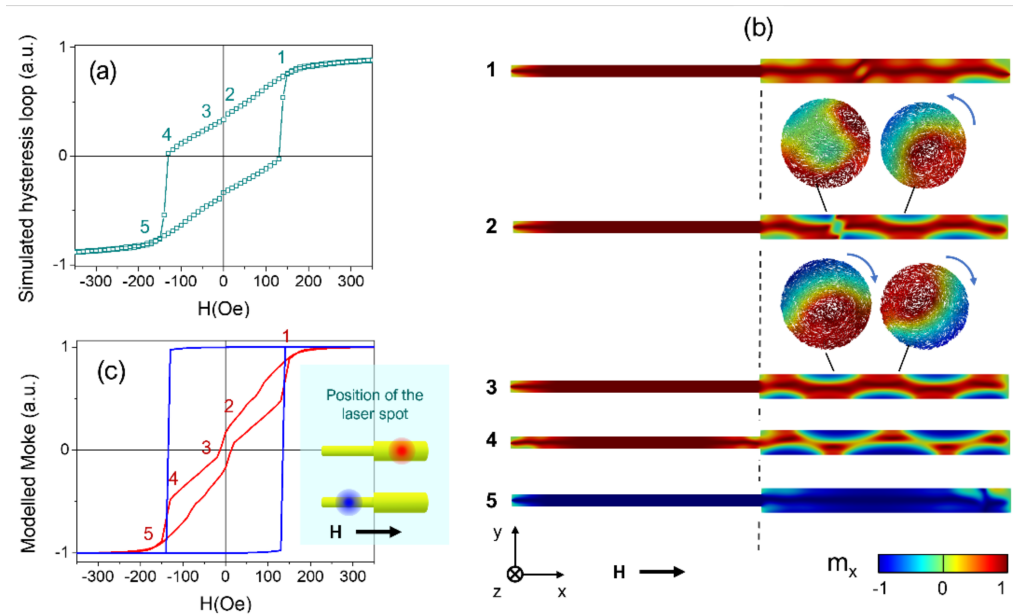 (a)
Simulated hysteresis loop (a.u.)
1
0
-1
1
2
3
4
5
-300 -200 -100 0 100 200 300
H(Oe)
(b)
1
2
3
4
5
y
z
x
H
mₓ
-1 0 1
(c)
Modelled Moke (a.u.)
1
0
-1
1
2
3
4
5
-300 -200 -100 0 100 200 300
H(Oe)
Position of the
laser spot
H